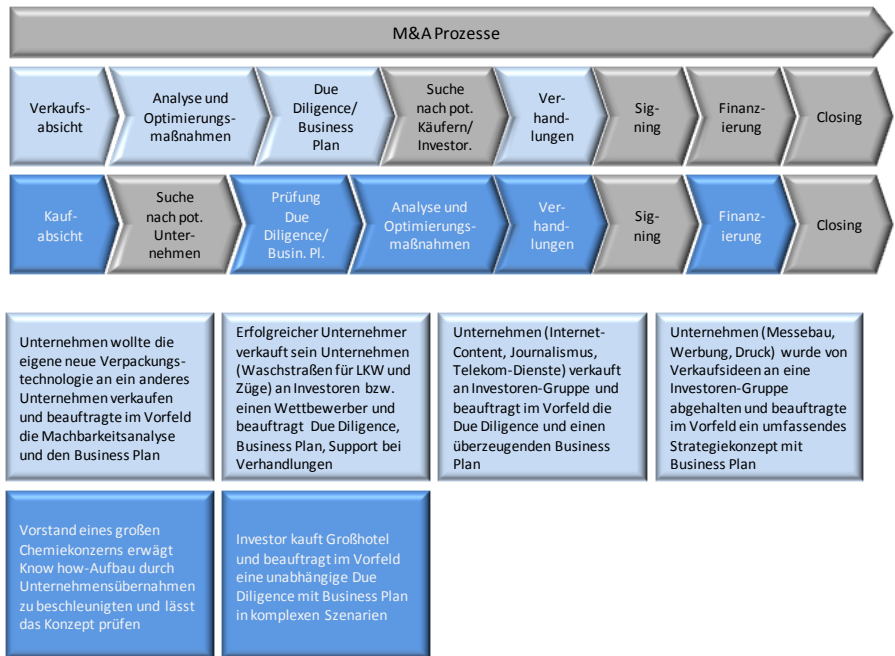 M&A Prozesse
Verkaufs-
absicht
Analyse und
Optimierungs-
maßnahmen
Due
Diligence/
Business
Plan
Suche
nach pot.
Käufern/
Investor.
Ver-
handlungen
Sig-
ning
Finanz-
ierung
Closing
Kauf-
absicht
Suche
nach pot.
Unter-
nehmen
Prüfung
Due
Diligence/
Busin. Pl.
Analyse und
Optimierungs-
maßnahmen
Ver-
handlungen
Sig-
ning
Finanz-
ierung
Closing
Unternehmen wollte die
eigene neue Verpackungs-
technologie an ein anderes
Unternehmen verkaufen
und beauftragte im Vorfeld
die Machbarkeitsanalyse
und den Business Plan
Erfolgreicher Unternehmer
verkauft sein Unternehmen
(Waschstraßen für LKW und
Züge) an Investoren bzw.
einen Wettbewerber und
beauftragt Due Diligence,
Business Plan, Support bei
Verhandlungen
Unternehmen (Internet-
Content, Journalismus,
Telekom-Dienste) verkauft
an Investoren-Gruppe und
beauftragt im Vorfeld die
Due Diligence und einen
überzeugenden Business
Plan
Unternehmen (Messebau,
Werbung, Druck) wurde von
Verkaufsideen an eine
Investoren-Gruppe
abgehalten und beauftragte
im Vorfeld ein umfassendes
Strategiekonzept mit
Business Plan
Vorstand eines großen
Chemiekonzerns erwägt
Know how-Aufbau durch
Unternehmensübernahmen
zu beschleunigten und lässt
das Konzept prüfen
Investor kauft Großhotel
und beauftragt im Vorfeld
eine unabhängige Due
Diligence mit Business Plan
in komplexen Szenarien